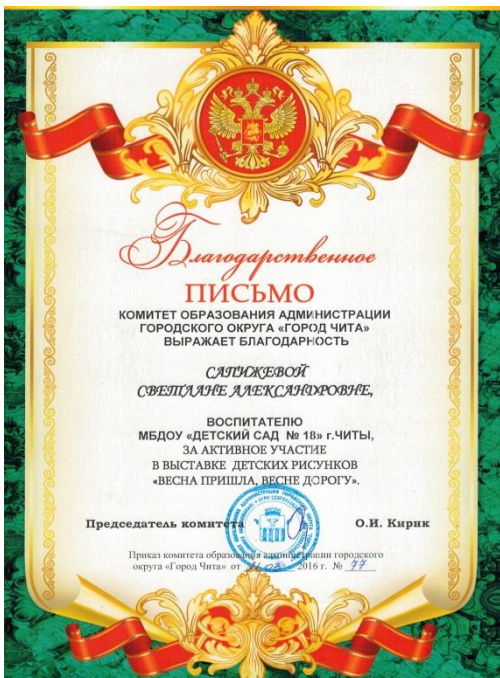 Благодарственное
ПИСЬМО
КОМИТЕТ ОБРАЗОВАНИЯ АДМИНИСТРАЦИИ
ГОРОДСКОГО ОКРУГА «ГОРОД ЧИТА»
ВЫРАЖАЕТ БЛАГОДАРНОСТЬ
САПИЖЕВОЙ
СВЕТЛАНЕ АЛЕКСАНДРОВНЕ,
ВОСПИТАТЕЛЮ
МБДОУ «ДЕТСКИЙ САД № 18» г.ЧИТЫ,
ЗА АКТИВНОЕ УЧАСТИЕ
В ВЫСТАВКЕ ДЕТСКИХ РИСУНКОВ
«ВЕСНА ПРИШЛА, ВЕСНЕ ДОРОГУ».
Председатель комитета О.И. Кирик
Приказ комитета образования администрации городского
округа «Город Чита» от 03 2016 г. № 77